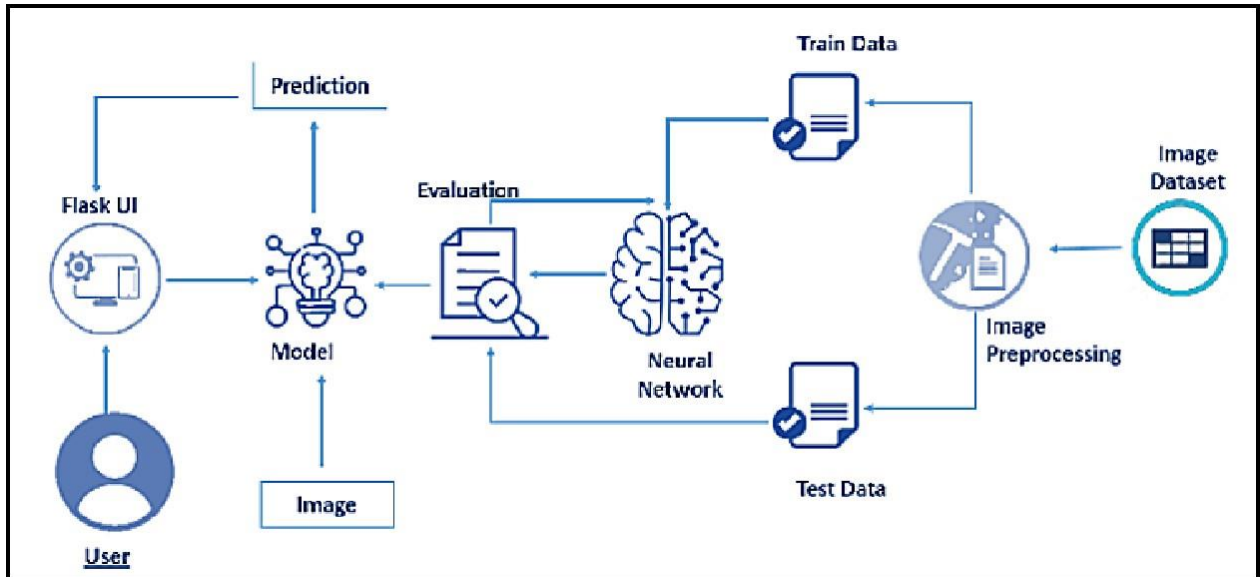 Train Data
Prediction
Image
Dataset
Evaluation
Flask UI
Image
Preprocessing
Model
Neural
Network
Image
Test Data
User